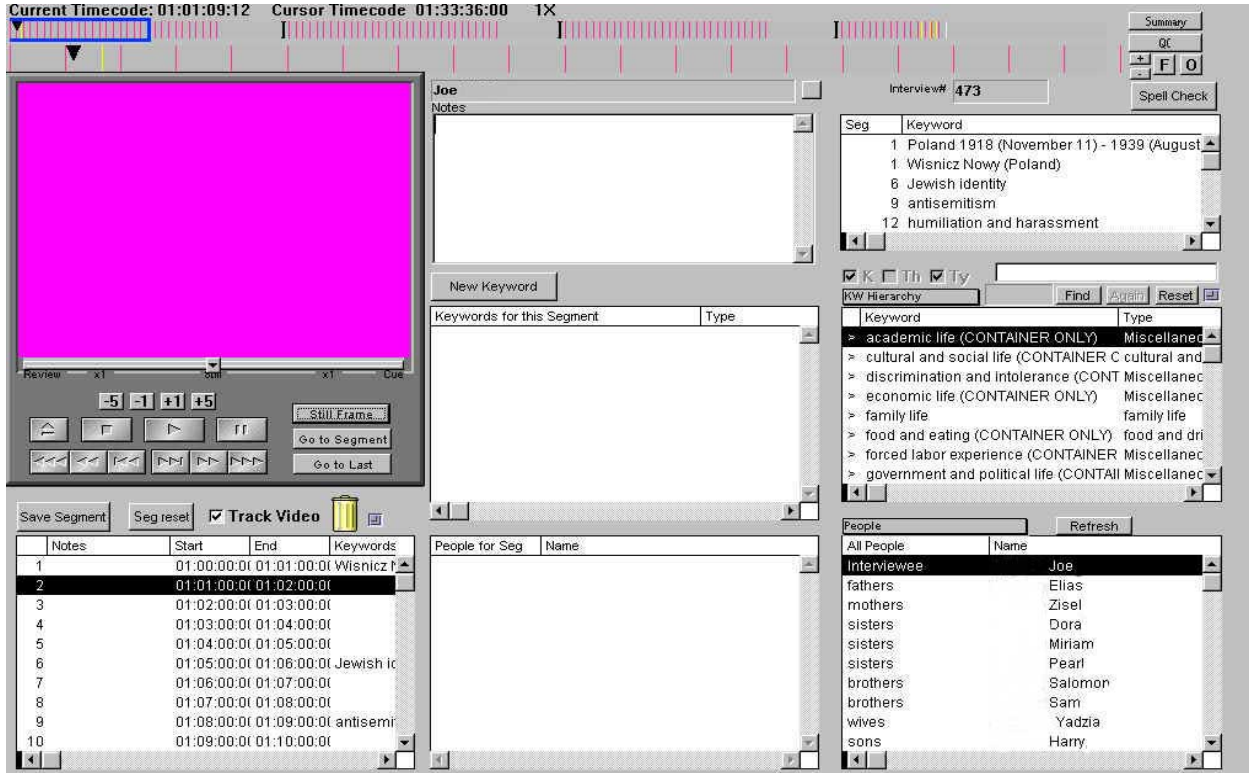 Current Timecode: 01:01:09:12 Cursor Timecode 01:33:36:00 1X
Summary
QC
+ - F O
Joe
Interview# 473
Spell Check
Notes
Seg Keyword
1 Poland 1918 (November 11) - 1939 (August
1 Wisnicz Nowy (Poland)
6 Jewish identity
9 antisemitism
12 humiliation and harassment
New Keyword
K Th Ty
KW Hierarchy Find Again Reset
Keywords for this Segment Type
Keyword Type
> academic life (CONTAINER ONLY) Miscellanec
> cultural and social life (CONTAINER C cultural and
> discrimination and intolerance (CONT Miscellanec
> economic life (CONTAINER ONLY) Miscellanec
> family life family life
> food and eating (CONTAINER ONLY) food and dri
> forced labor experience (CONTAINER Miscellanec
> government and political life (CONTAII Miscellanec
Review x1 Still x1 Cue
-5 -1 +1 +5
Still Frame
Go to Segment
Go to Last
Save Segment Seg reset Track Video
Notes Start End Keywords
1 01:00:00:0( 01:01:00:0( Wisnicz N
2 01:01:00:0( 01:02:00:0(
3 01:02:00:0( 01:03:00:0(
4 01:03:00:0( 01:04:00:0(
5 01:04:00:0( 01:05:00:0(
6 01:05:00:0( 01:06:00:0( Jewish ic
7 01:06:00:0( 01:07:00:0(
8 01:07:00:0( 01:08:00:0(
9 01:08:00:0( 01:09:00:0( antisemi
10 01:09:00:0( 01:10:00:0(
People for Seg Name
People Refresh
All People Name
Interviewee Joe
fathers Elias
mothers Zisel
sisters Dora
sisters Miriam
sisters Pearl
brothers Salomon
brothers Sam
wives Yadzia
sons Harry